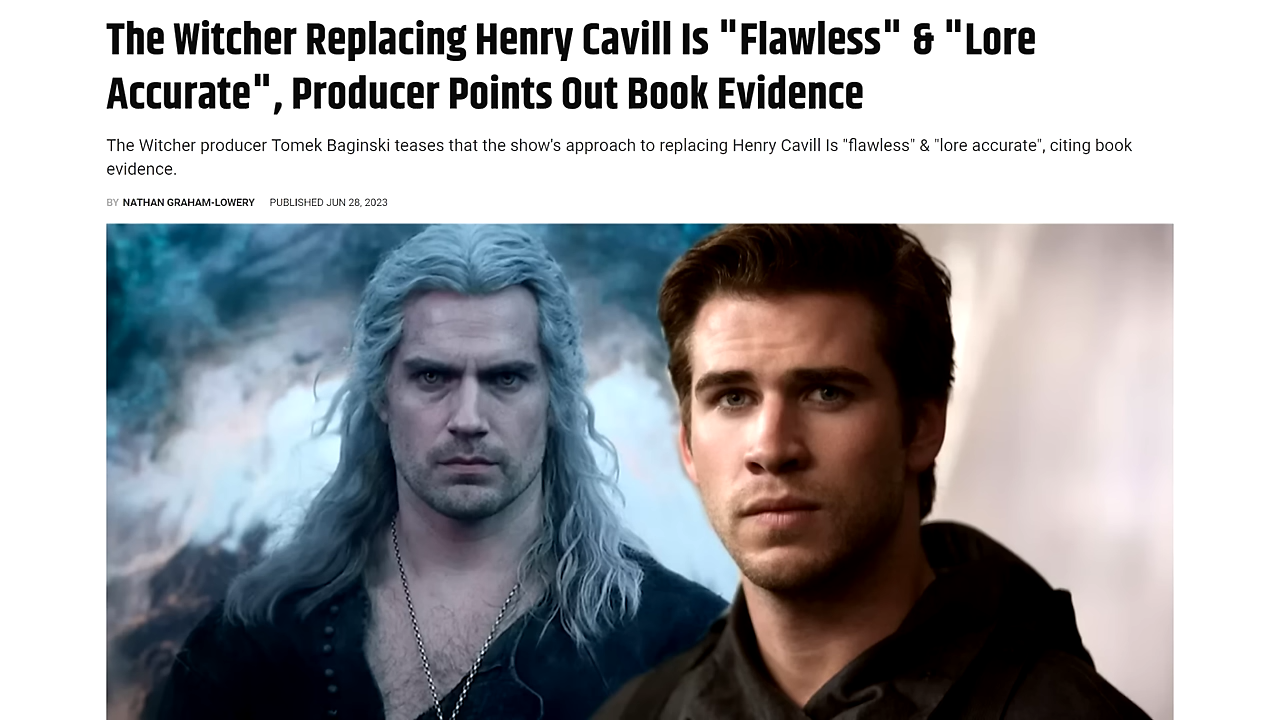 The Witcher Replacing Henry Cavill Is "Flawless" & "Lore
Accurate", Producer Points Out Book Evidence
The Witcher producer Tomek Baginski teases that the show's approach to replacing Henry Cavill Is "flawless" & "lore accurate", citing book
evidence.
BY NATHAN GRAHAM-LOWERY PUBLISHED JUN 28, 2023